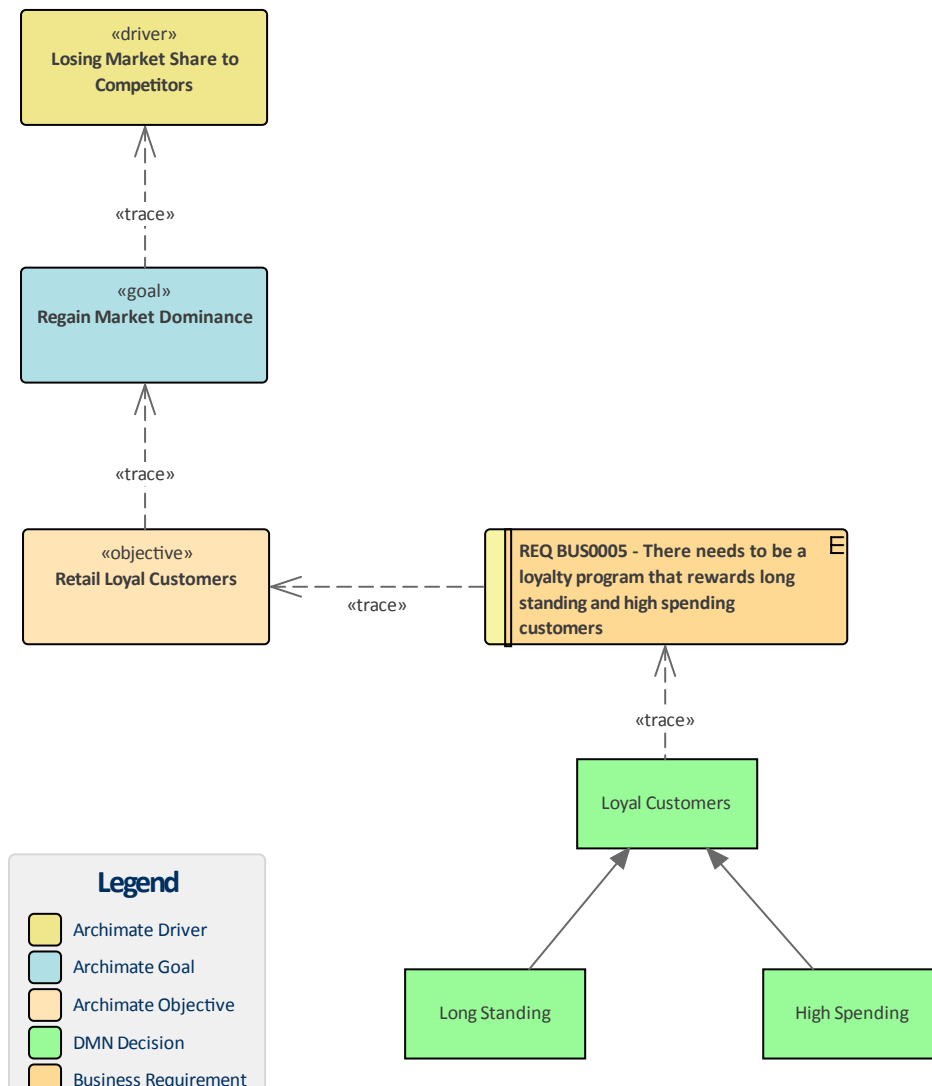 «driver»
Losing Market Share to
Competitors
«trace»
«goal»
Regain Market Dominance
«trace»
«objective»
Retail Loyal Customers
«trace»
E
REQ BUS0005 - There needs to be a
loyalty program that rewards long
standing and high spending
customers
«trace»
Loyal Customers
Long Standing
High Spending
Legend
Archimate Driver
Archimate Goal
Archimate Objective
DMN Decision
Business Requirement